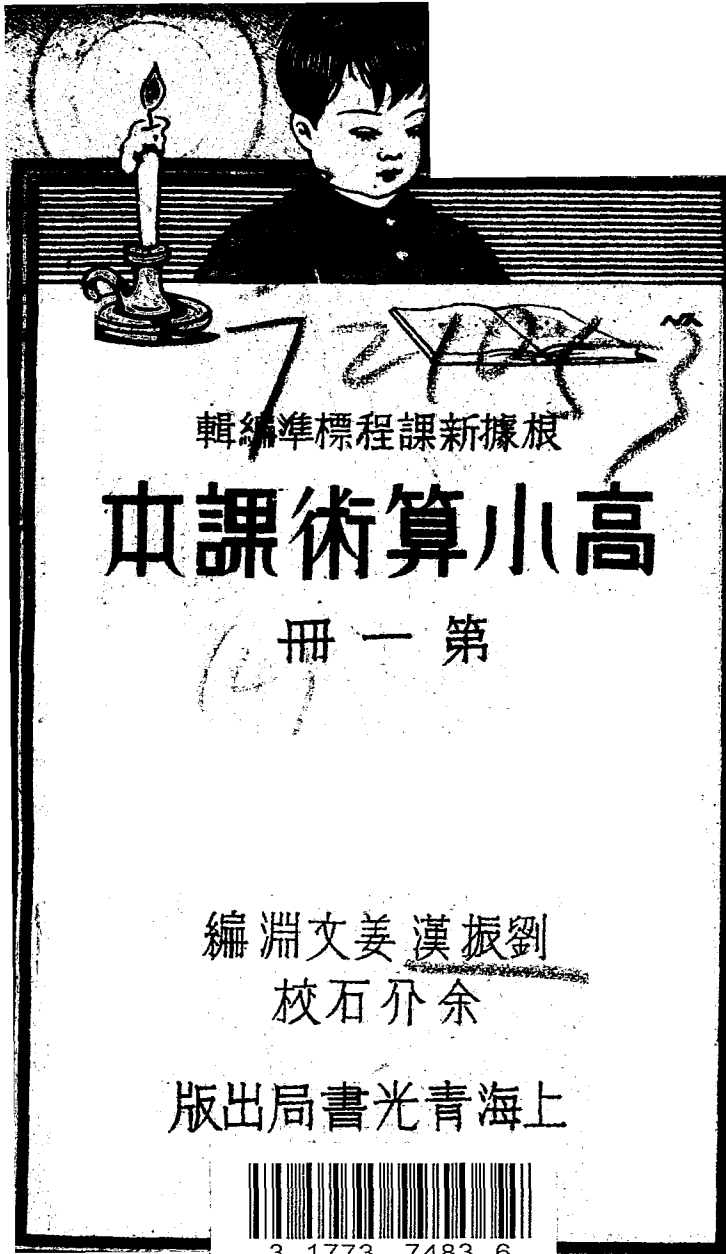 根據新課程標準編輯
高小算術課本
第一冊
劉振漢姜文淵編
余介石校
上海青光書局出版
3 1773 7483 6